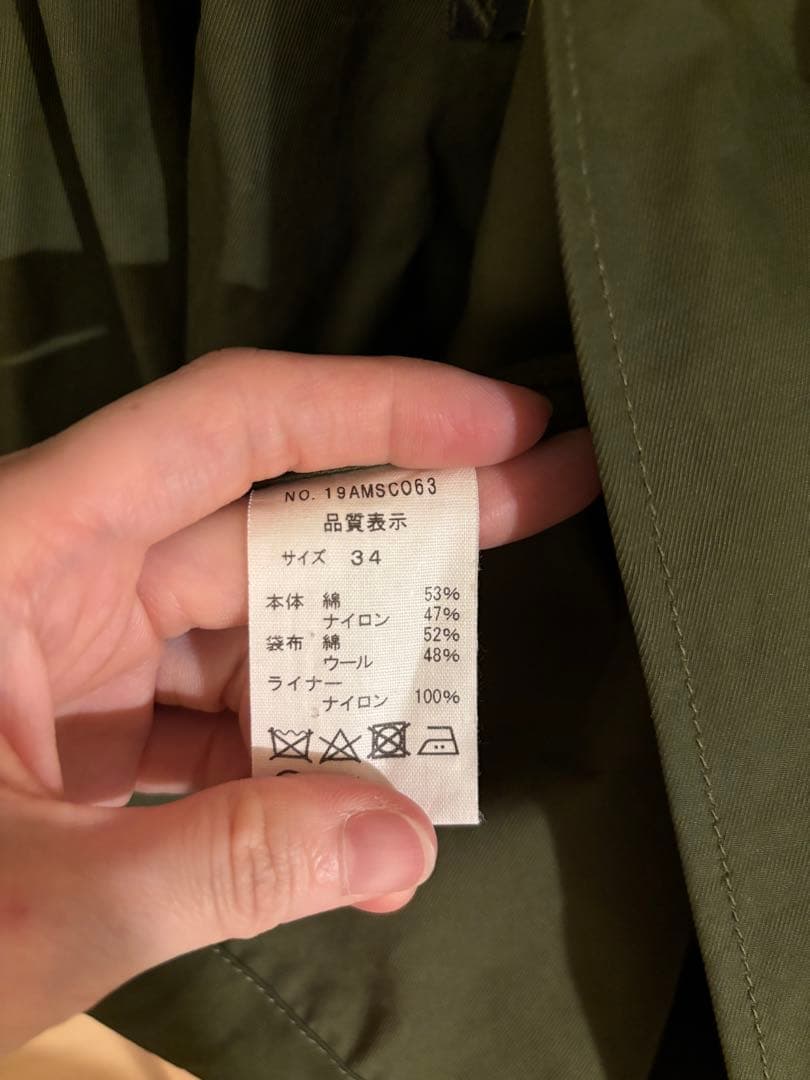 NO. 19AMSC063
品質表示
サイズ 34
本体 綿 53%
ナイロン 47%
袋布 綿 52%
ウール 48%
ライナー
ナイロン 100%